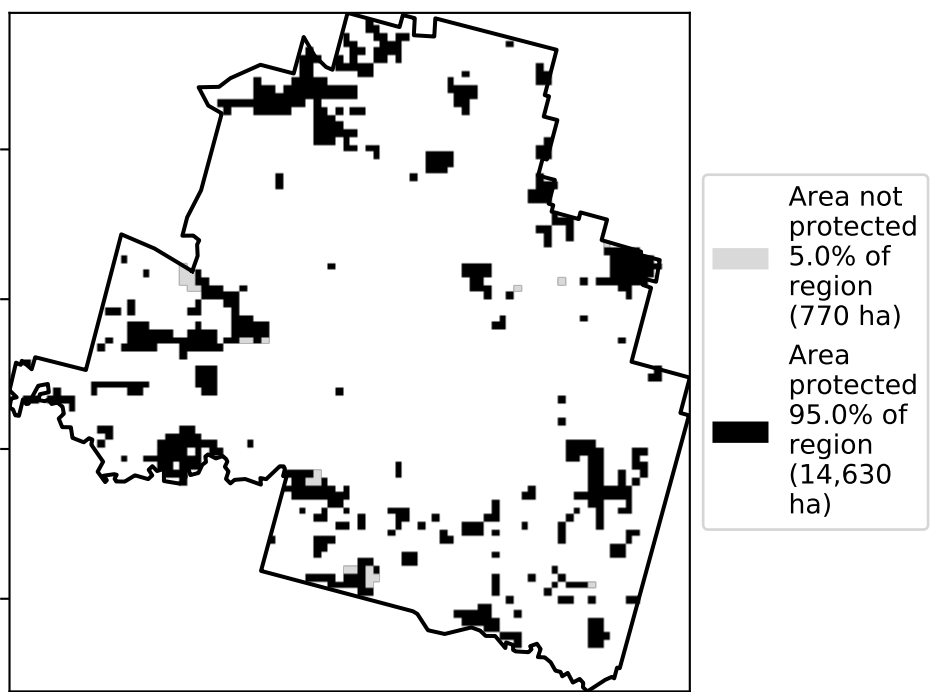 Area not
protected
5.0% of
region
(770 ha)
Area
protected
95.0% of
region
(14,630
ha)